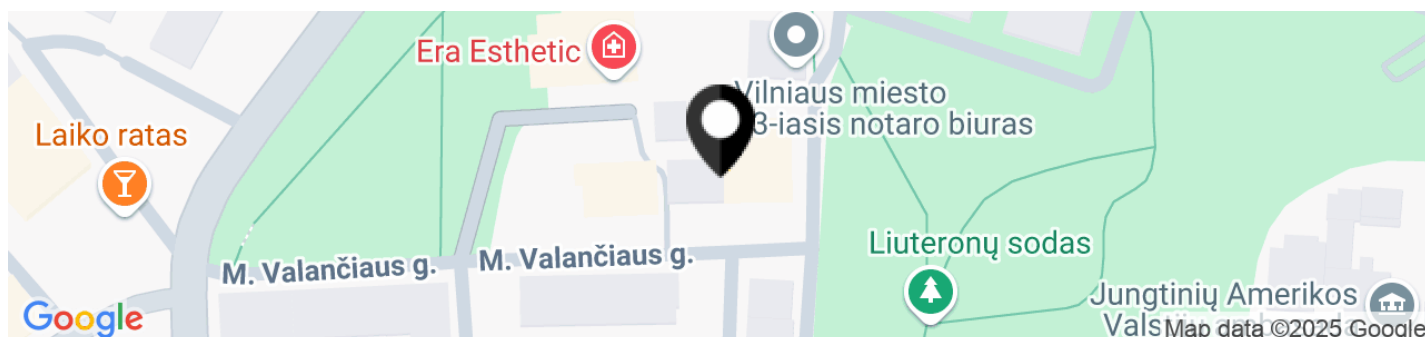 Era Esthetic
Vilniaus miesto
3-iasis notaro biuras
Laiko ratas
Liuteronų sodas
M. Valančiaus g.
M. Valančiaus g.
Jungtinių Amerikos
Google
Map data ©2025 Google